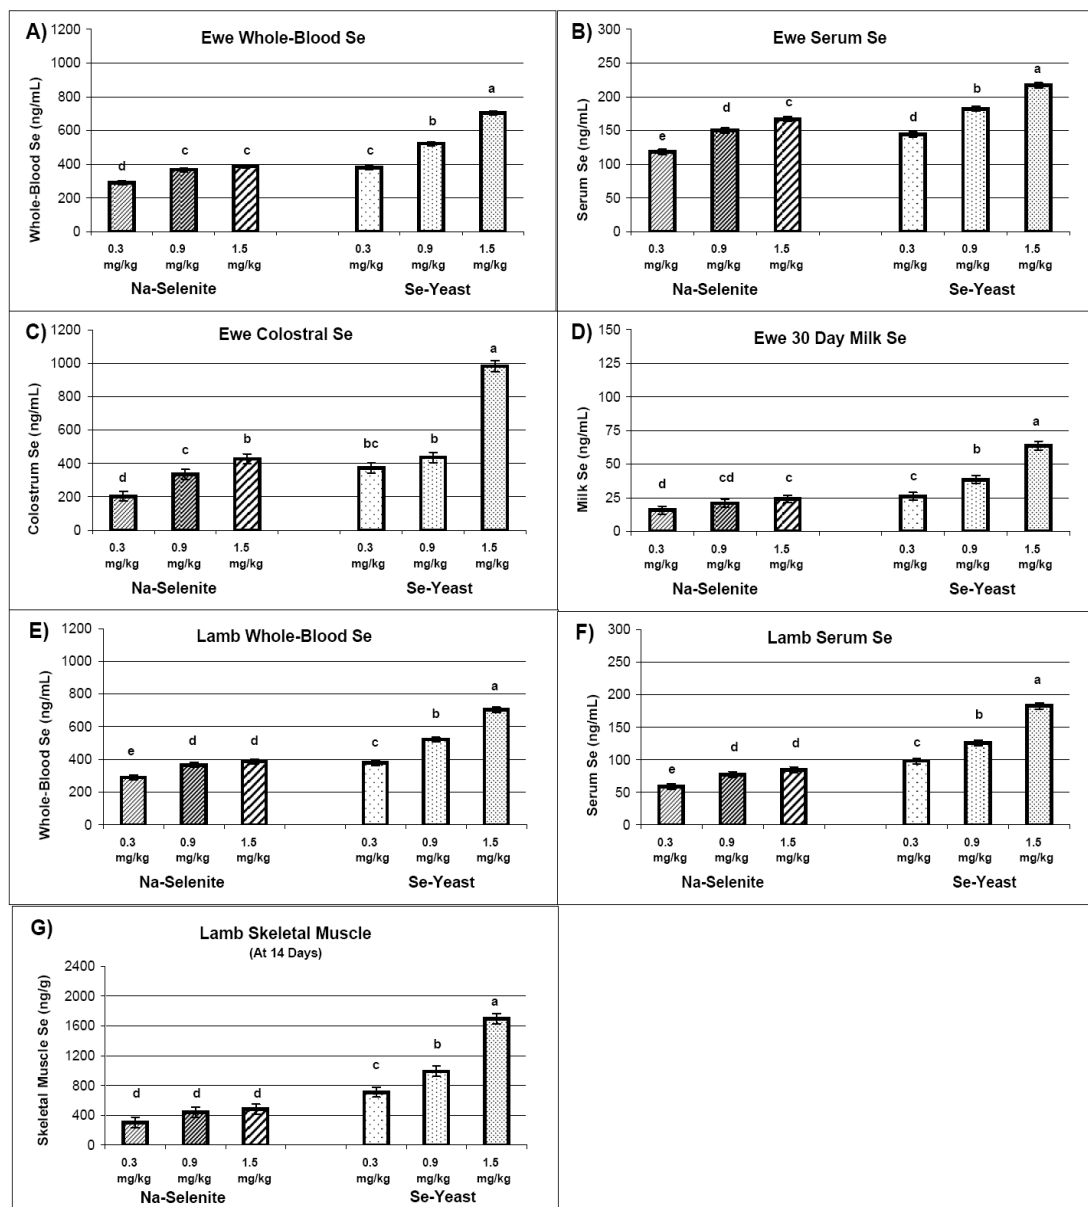 A)
Ewe Whole-Blood Se
Whole-Blood Se (ng/mL)
1200
1000
800
600
400
200
0
d
c
c
c
b
a
0.3 0.9 1.5 0.3 0.9 1.5
mg/kg mg/kg mg/kg mg/kg mg/kg mg/kg
Na-Selenite Se-Yeast
B)
Ewe Serum Se
Serum Se (ng/mL)
300
250
200
150
100
50
0
e
d
c
d
b
a
0.3 0.9 1.5 0.3 0.9 1.5
mg/kg mg/kg mg/kg mg/kg mg/kg mg/kg
Na-Selenite Se-Yeast
C)
Ewe Colostral Se
Colostrum Se (ng/mL)
1200
1000
800
600
400
200
0
d
c
b
bc
b
a
0.3 0.9 1.5 0.3 0.9 1.5
mg/kg mg/kg mg/kg mg/kg mg/kg mg/kg
Na-Selenite Se-Yeast
D)
Ewe 30 Day Milk Se
Milk Se (ng/mL)
150
125
100
75
50
25
0
d
cd
c
c
b
a
0.3 0.9 1.5 0.3 0.9 1.5
mg/kg mg/kg mg/kg mg/kg mg/kg mg/kg
Na-Selenite Se-Yeast
E)
Lamb Whole-Blood Se
Whole-Blood Se (ng/mL)
1200
1000
800
600
400
200
0
e
d
d
c
b
a
0.3 0.9 1.5 0.3 0.9 1.5
mg/kg mg/kg mg/kg mg/kg mg/kg mg/kg
Na-Selenite Se-Yeast
F)
Lamb Serum Se
Serum Se (ng/mL)
300
250
200
150
100
50
0
e
d
d
c
b
a
0.3 0.9 1.5 0.3 0.9 1.5
mg/kg mg/kg mg/kg mg/kg mg/kg mg/kg
Na-Selenite Se-Yeast
G)
Lamb Skeletal Muscle
(At 14 Days)
Skeletal Muscle Se (ng/g)
2400
2000
1600
1200
800
400
0
d
d
d
c
b
a
0.3 0.9 1.5 0.3 0.9 1.5
mg/kg mg/kg mg/kg mg/kg mg/kg mg/kg
Na-Selenite Se-Yeast